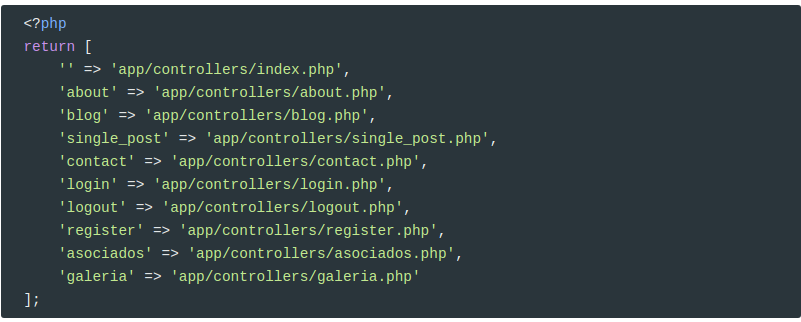 <?php
return [
    '' => 'app/controllers/index.php',
    'about' => 'app/controllers/about.php',
    'blog' => 'app/controllers/blog.php',
    'single_post' => 'app/controllers/single_post.php',
    'contact' => 'app/controllers/contact.php',
    'login' => 'app/controllers/login.php',
    'logout' => 'app/controllers/logout.php',
    'register' => 'app/controllers/register.php',
    'asociados' => 'app/controllers/asociados.php',
    'galeria' => 'app/controllers/galeria.php'
];